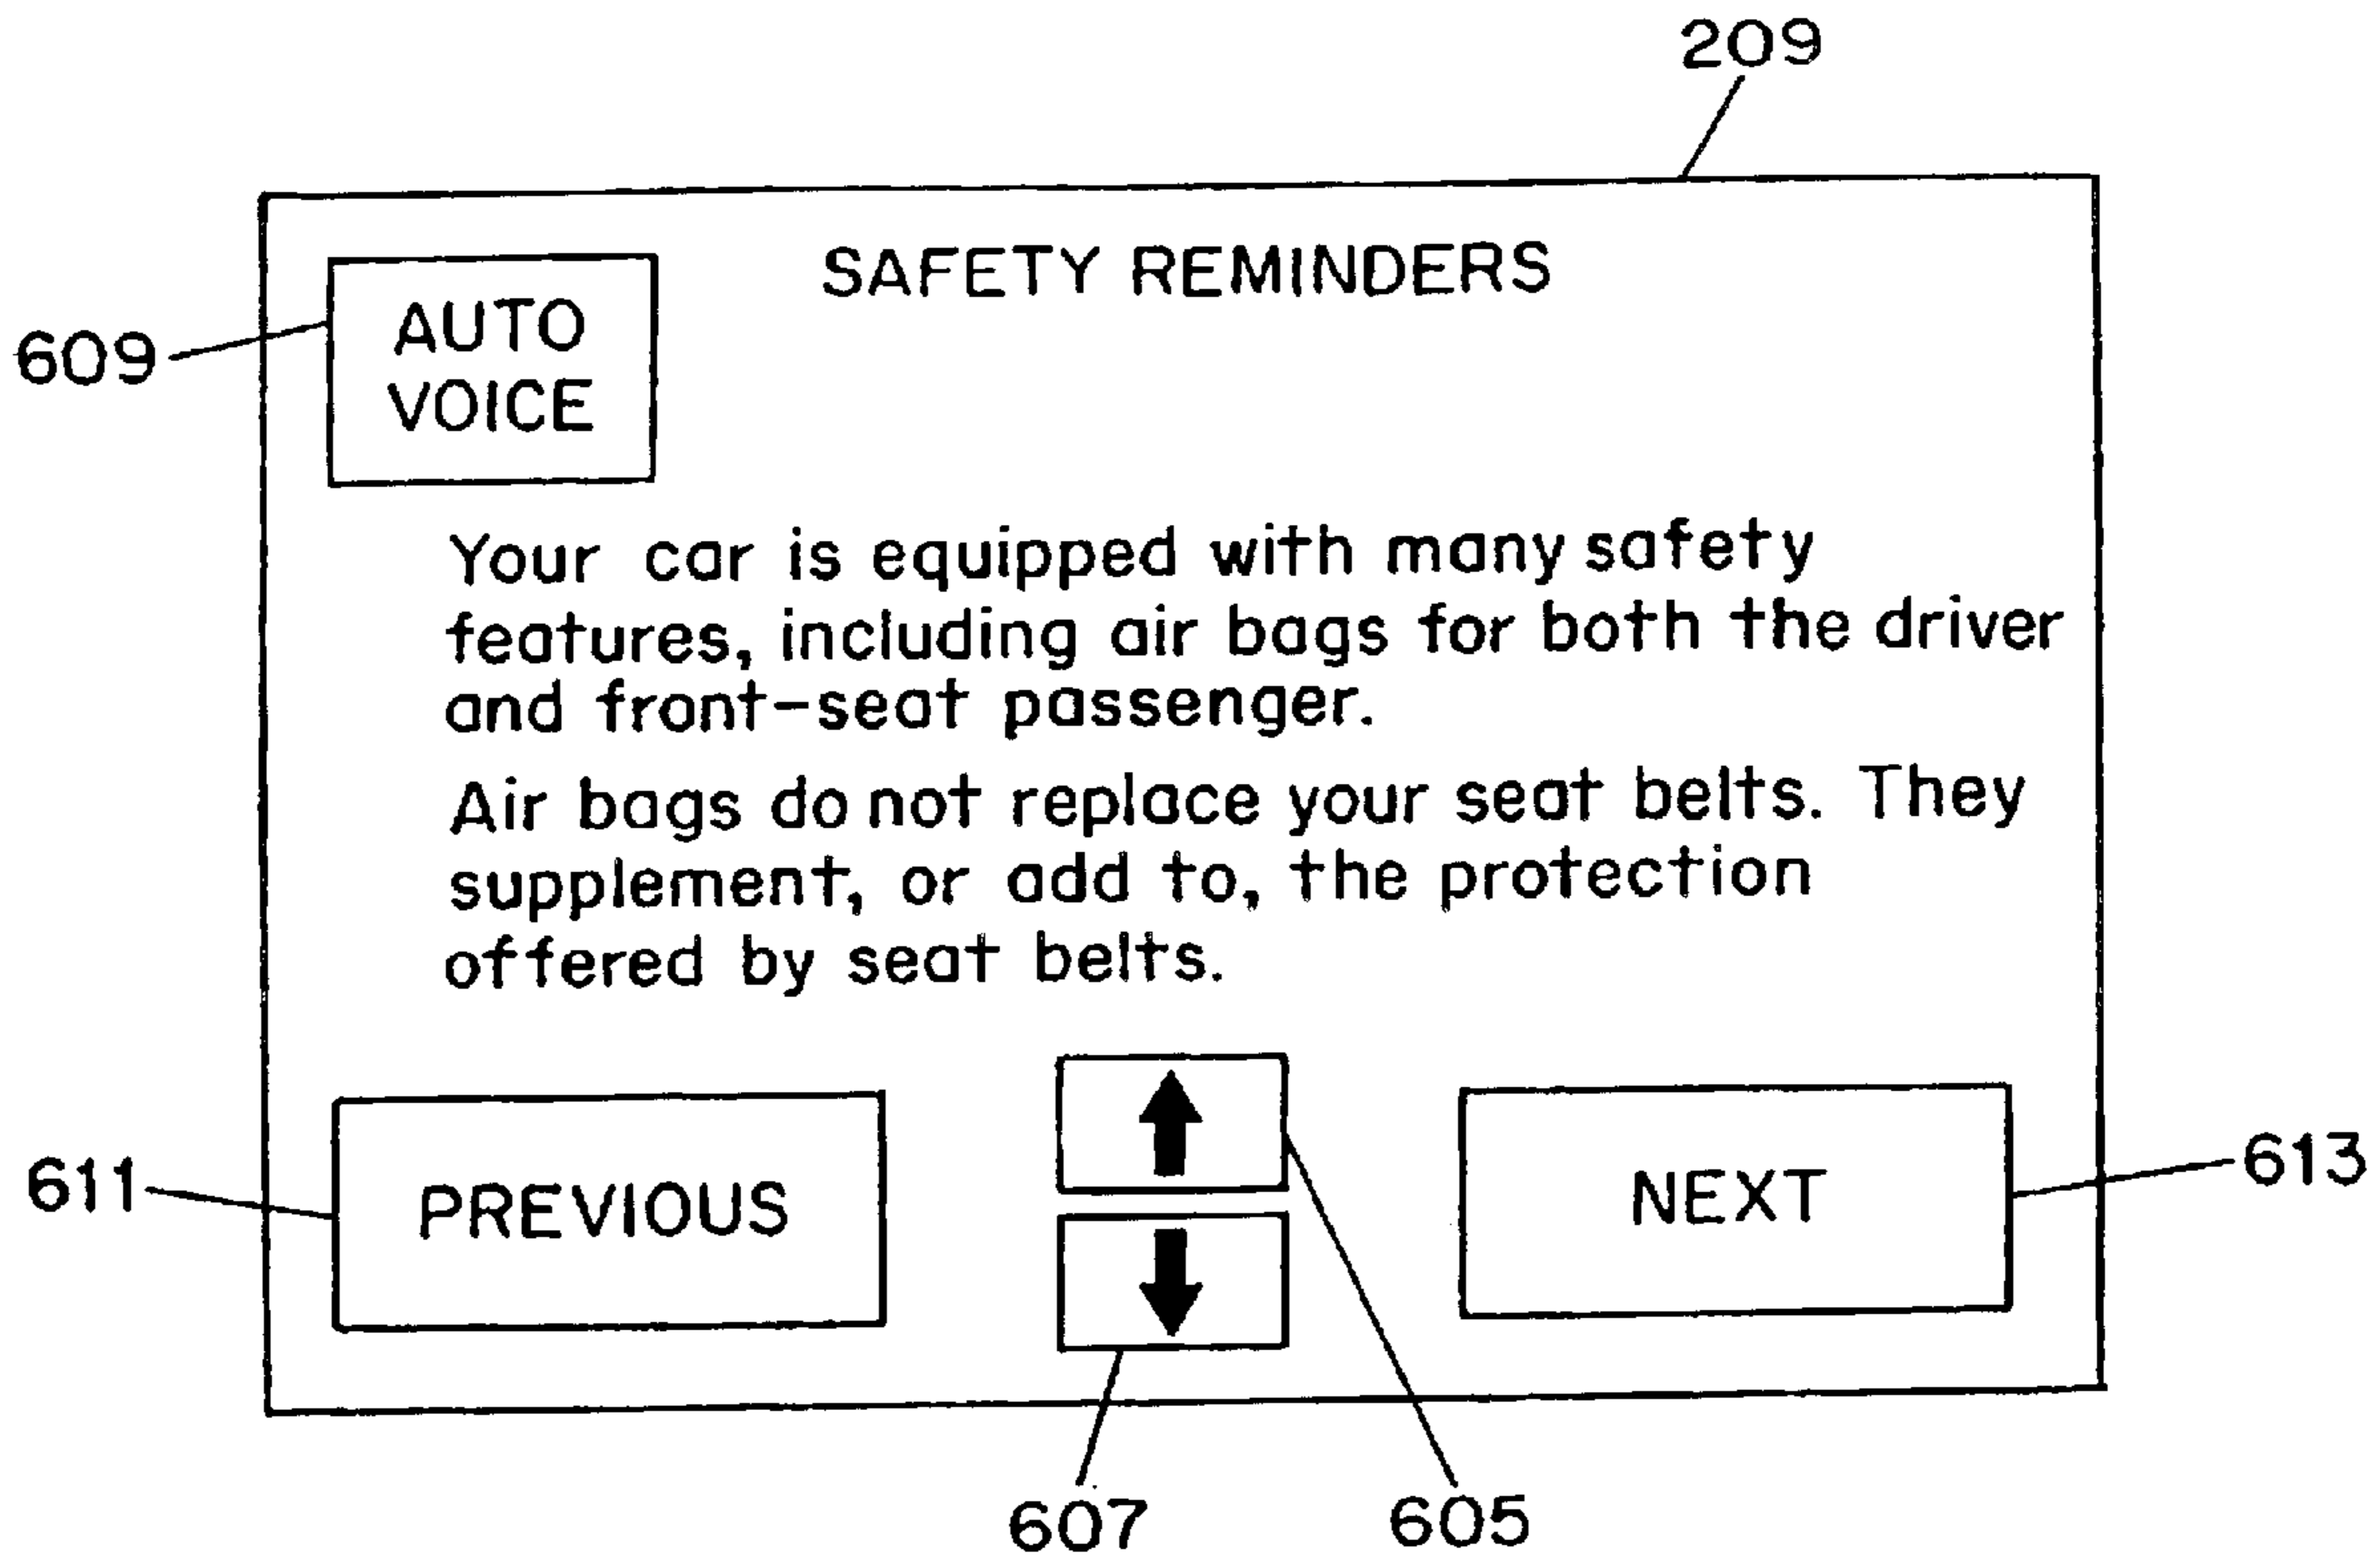 209
SAFETY REMINDERS
609
AUTO
VOICE
Your car is equipped with many safety
features, including air bags for both the driver
and front-seat passenger.
Air bags do not replace your seat belts. They
supplement, or add to, the protection
offered by seat belts.
611
PREVIOUS
NEXT
613
607
605